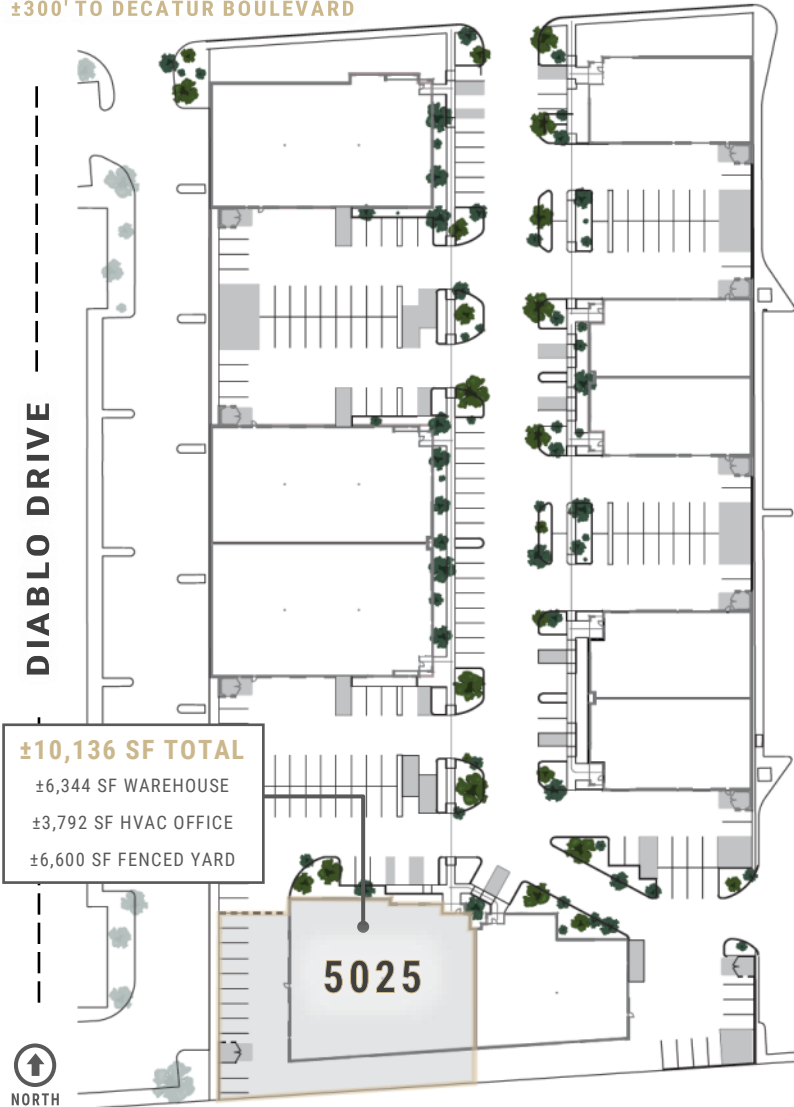 ±300' TO DECATUR BOULEVARD
DIABLO DRIVE
±10,136 SF TOTAL
±6,344 SF WAREHOUSE
±3,792 SF HVAC OFFICE
±6,600 SF FENCED YARD
5025
NORTH